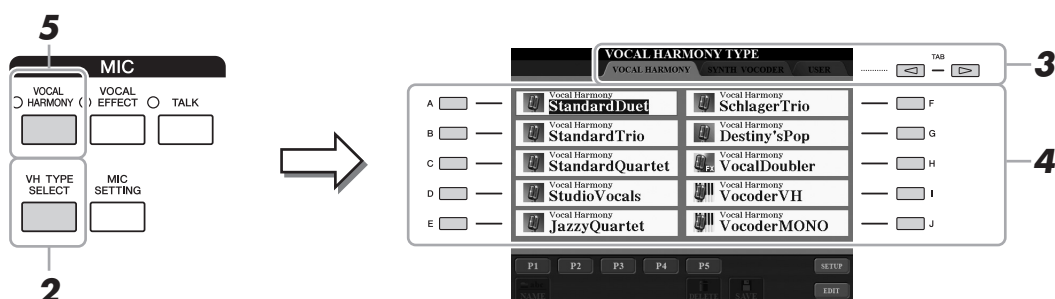 5
MIC
VOCAL HARMONY
VOCAL EFFECT
TALK
VH TYPE SELECT
MIC SETTING
2
VOCAL HARMONY TYPE
VOCAL HARMONY SYNTH VOCODER USER
TAB
3
A
Vocal Harmony
StandardDuet
Vocal Harmony
SchlagerTrio
F
B
Vocal Harmony
StandardTrio
Vocal Harmony
Destiny'sPop
G
C
Vocal Harmony
StandardQuartet
Vocal Harmony
VocalDoubler
H
4
D
Vocal Harmony
StudioVocals
Vocal Harmony
VocoderVH
I
E
Vocal Harmony
JazzyQuartet
Vocal Harmony
VocoderMONO
J
P1 P2 P3 P4 P5 SETUP
NAME DELETE SAVE EDIT